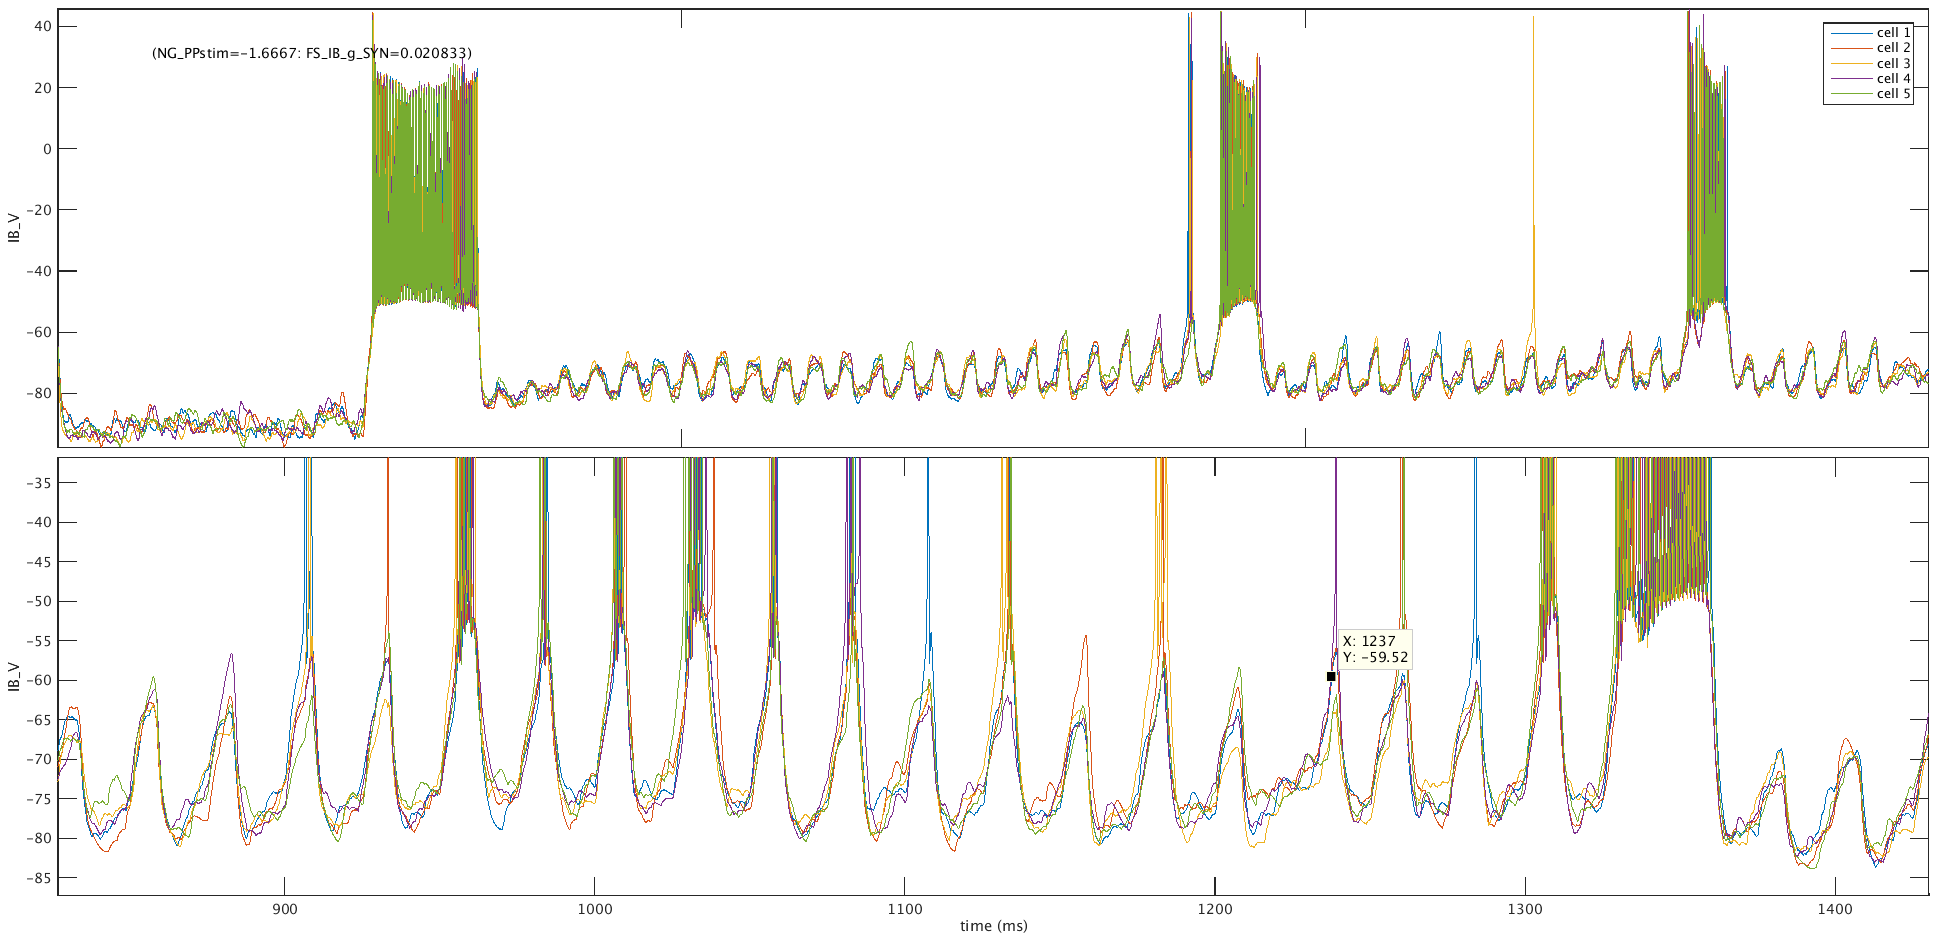 40
(NG_PPstim=−1.6667: FS_IB_g_SYN=0.020833)
20
0
−20
−40
−60
−80
IB_V
cell 1
cell 2
cell 3
cell 4
cell 5
−35
−40
−45
−50
−55
−60
−65
−70
−75
−80
−85
IB_V
X: 1237
Y: −59.52
900 1000 1100 1200 1300 1400
time (ms)